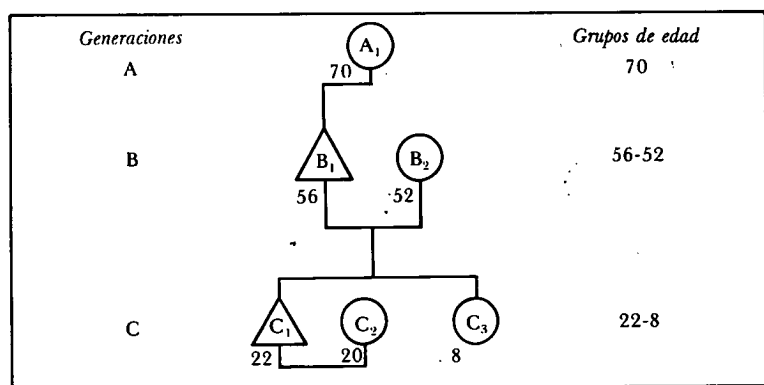 Generaciones Grupos de edad
A₁
A 70 70
B B₁ B₂ 56-52
56 52
C C₁ C₂ C₃ 22-8
22 20 8